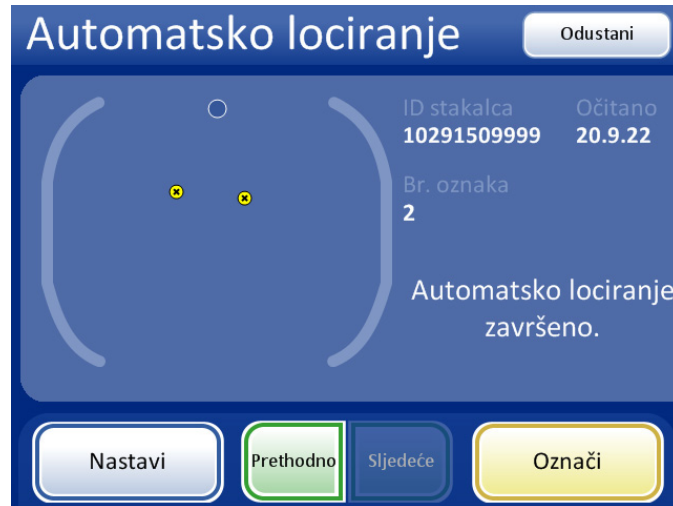 Automatsko lociranje
Odustani
ID stakalca
Očitano
10291509999
20.9.22
Br. oznaka
2
Automatsko lociranje
završeno.
Nastavi
Prethodno
Sljedeće
Označi